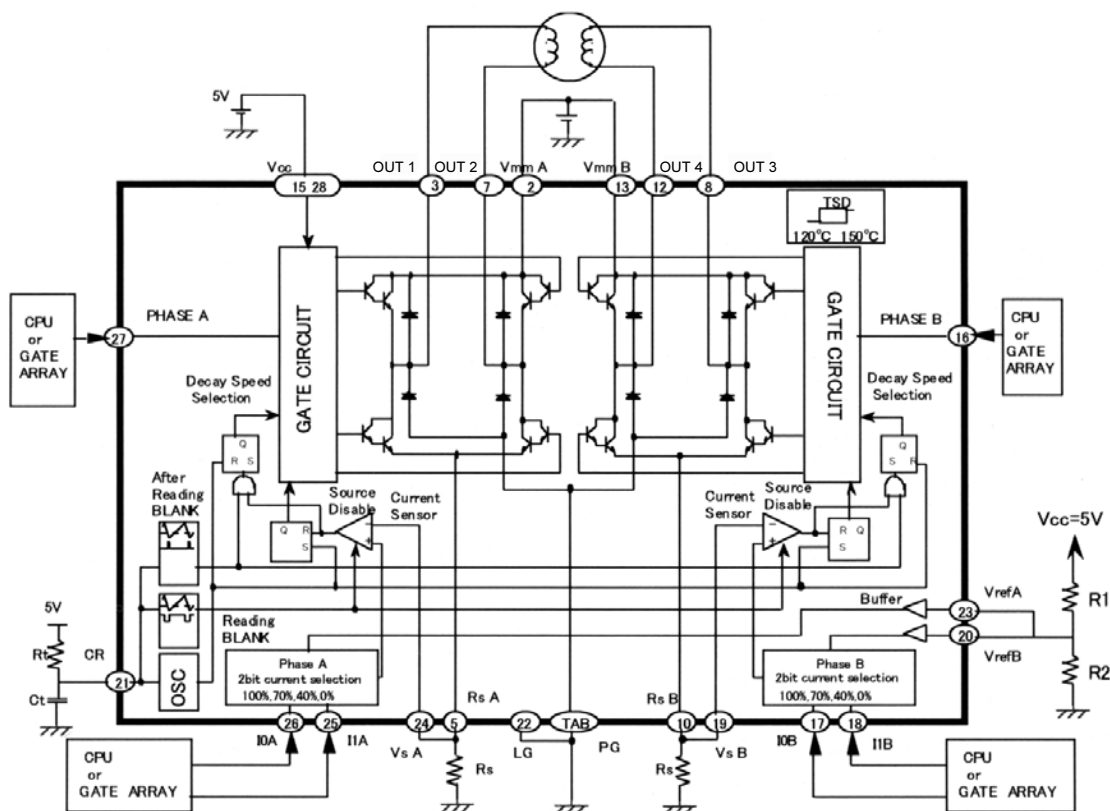 5V
Vcc
OUT 1
OUT 2
Vmm A
Vmm B
OUT 4
OUT 3
15 28
3
7
2
13
12
8
TSD
120°C 150°C
CPU
or
GATE
ARRAY
27
PHASE A
GATE CIRCUIT
GATE CIRCUIT
PHASE B
16
CPU
or
GATE
ARRAY
Decay Speed
Selection
Decay Speed
Selection
Q
R S
Q
S R
After
Reading
BLANK
Source
Disable
Current
Sensor
Current
Sensor
Source
Disable
Q R
S
-
+
-
+
R Q
S
Vcc=5V
Reading
BLANK
Buffer
VrefA
23
R1
20
VrefB
R2
5V
Rt
CR
21
OSC
Ct
Phase A
2bit current selection
100%,70%,40%,0%
Phase B
2bit current selection
100%,70%,40%,0%
Rs A
Rs B
26
25
24
5
22
TAB
10
19
17
18
I0A
I1A
Vs A
LG
PG
Vs B
I0B
I1B
Rs
Rs
CPU
or
GATE ARRAY
CPU
or
GATE ARRAY